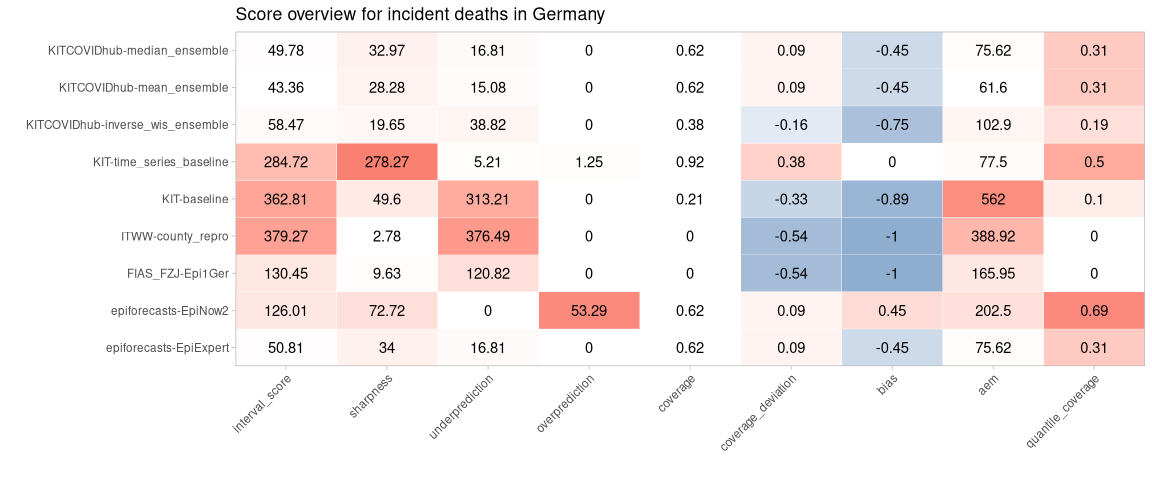 Score overview for incident deaths in Germany
KITCOVIDhub-median_ensemble 49.78 32.97 16.81 0 0.62 0.09 -0.45 75.62 0.31
KITCOVIDhub-mean_ensemble 43.36 28.28 15.08 0 0.62 0.09 -0.45 61.6 0.31
KITCOVIDhub-inverse_wis_ensemble 58.47 19.65 38.82 0 0.38 -0.16 -0.75 102.9 0.19
KIT-time_series_baseline 284.72 278.27 5.21 1.25 0.92 0.38 0 77.5 0.5
KIT-baseline 362.81 49.6 313.21 0 0.21 -0.33 -0.89 562 0.1
ITWW-county_repro 379.27 2.78 376.49 0 0 -0.54 -1 388.92 0
FIAS_FZJ-Epi1Ger 130.45 9.63 120.82 0 0 -0.54 -1 165.95 0
epiforecasts-EpiNow2 126.01 72.72 0 53.29 0.62 0.09 0.45 202.5 0.69
epiforecasts-EpiExpert 50.81 34 16.81 0 0.62 0.09 -0.45 75.62 0.31
interval_score sharpness underprediction overprediction coverage coverage_deviation bias aem quantile_coverage